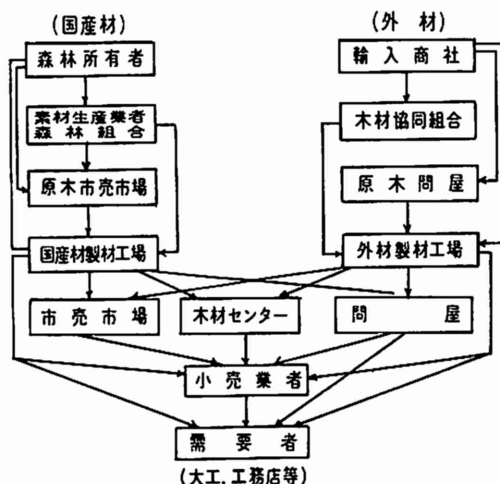 (国産材) (外材)
森林所有者 輸入商社
素材生産業者
森林組合
木材協同組合
原木市売市場 原木問屋
国産材製材工場 外材製材工場
市売市場 木材センター 問屋
小売業者
需要者
(大工,工務店等)